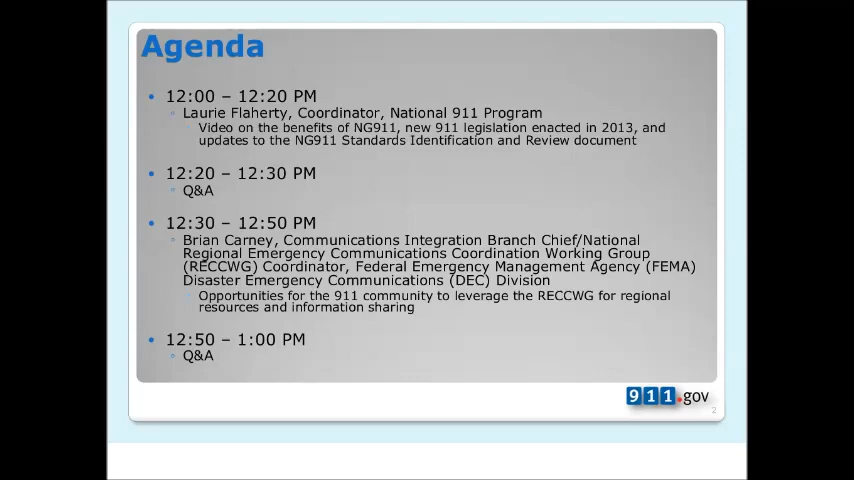 Agenda
• 12:00 – 12:20 PM
◦ Laurie Flaherty, Coordinator, National 911 Program
Video on the benefits of NG911, new 911 legislation enacted in 2013, and
updates to the NG911 Standards Identification and Review document
• 12:20 – 12:30 PM
◦ Q&A
• 12:30 – 12:50 PM
◦ Brian Carney, Communications Integration Branch Chief/National
Regional Emergency Communications Coordination Working Group
(RECCWG) Coordinator, Federal Emergency Management Agency (FEMA)
Disaster Emergency Communications (DEC) Division
Opportunities for the 911 community to leverage the RECCWG for regional
resources and information sharing
• 12:50 – 1:00 PM
◦ Q&A
911.gov
2